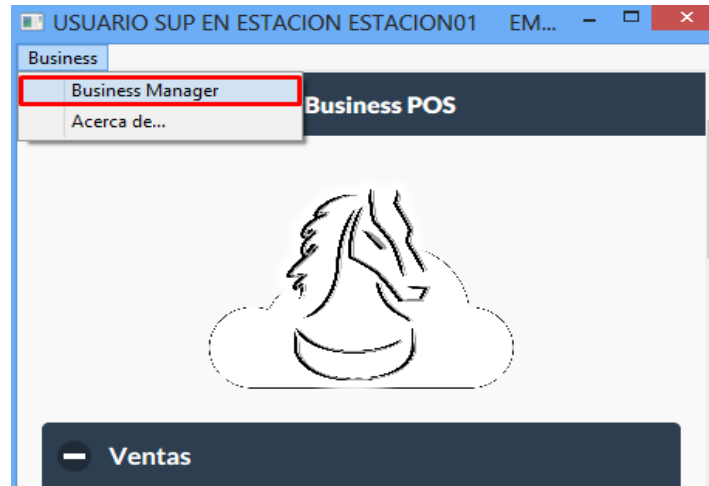 USUARIO SUP EN ESTACION ESTACION01 EM...
Business
Business Manager
Business POS
Acerca de...
Ventas